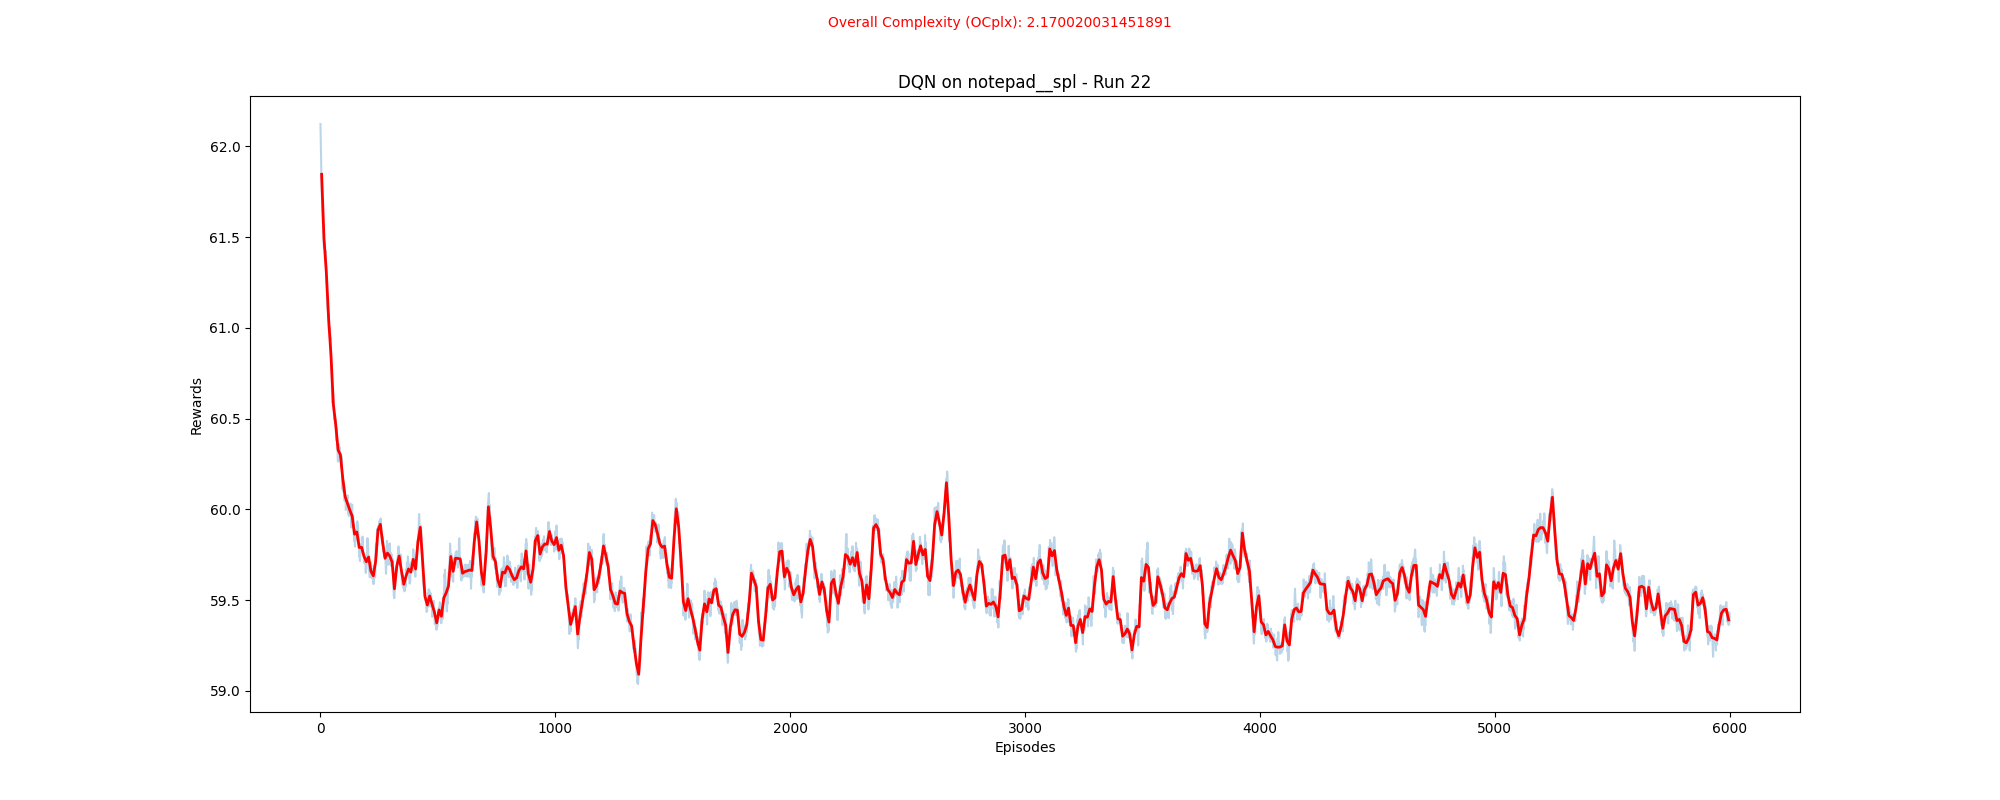 Overall Complexity (OCplx): 2.170020031451891
DQN on notepad__spl - Run 22
62.0
61.5
61.0
60.5
60.0
59.5
59.0
Rewards
0 1000 2000 3000 4000 5000 6000
Episodes